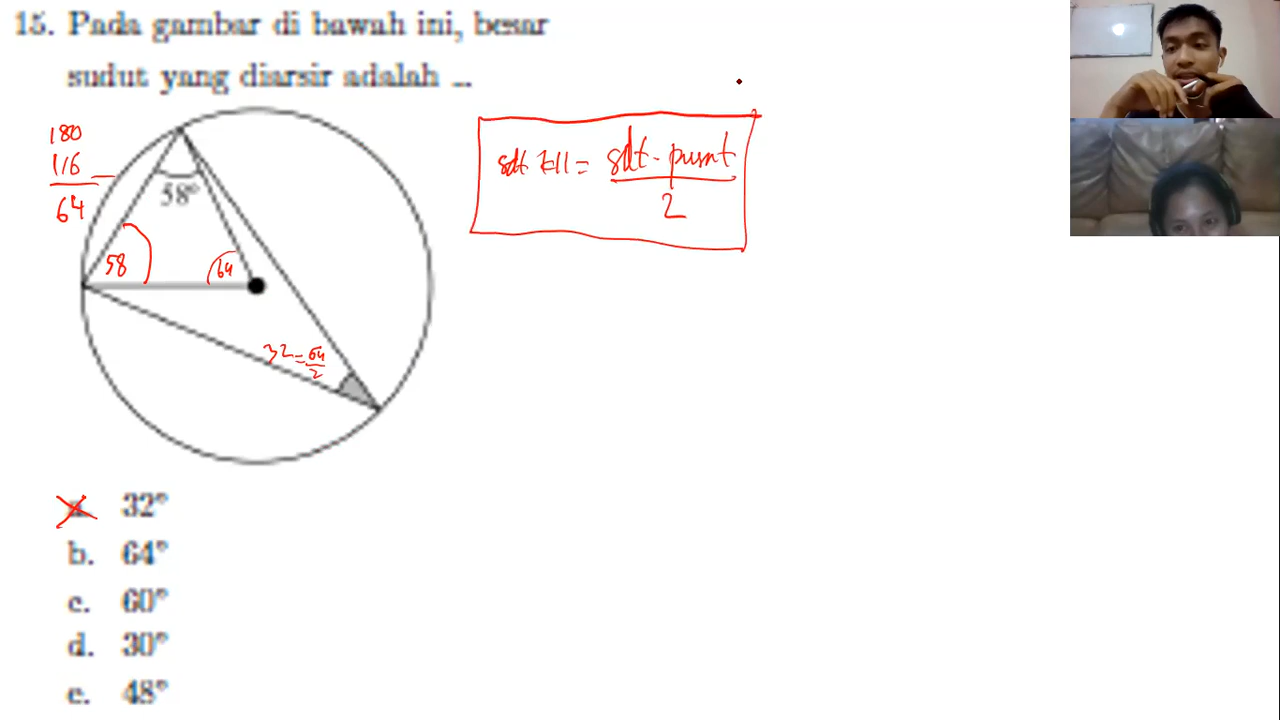 15. Pada gambar di bawah ini, besar
sudut yang diarsir adalah ...
180
116
64
58°
58
64
32 = 64
2
sdt. kll = sdt. pusat
2
a. 32°
b. 64°
c. 60°
d. 30°
e. 48°